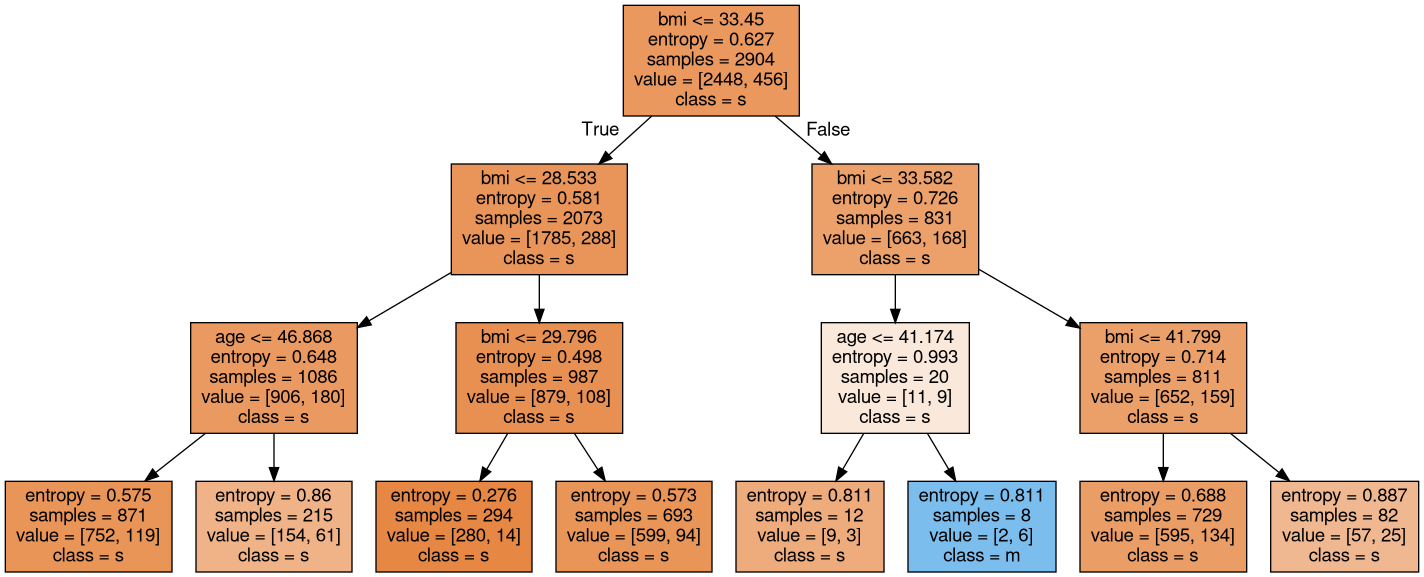 bmi <= 33.45
entropy = 0.627
samples = 2904
value = [2448, 456]
class = s
True
False
bmi <= 28.533
entropy = 0.581
samples = 2073
value = [1785, 288]
class = s
bmi <= 33.582
entropy = 0.726
samples = 831
value = [663, 168]
class = s
age <= 46.868
entropy = 0.648
samples = 1086
value = [906, 180]
class = s
bmi <= 29.796
entropy = 0.498
samples = 987
value = [879, 108]
class = s
age <= 41.174
entropy = 0.993
samples = 20
value = [11, 9]
class = s
bmi <= 41.799
entropy = 0.714
samples = 811
value = [652, 159]
class = s
entropy = 0.575
samples = 871
value = [752, 119]
class = s
entropy = 0.86
samples = 215
value = [154, 61]
class = s
entropy = 0.276
samples = 294
value = [280, 14]
class = s
entropy = 0.573
samples = 693
value = [599, 94]
class = s
entropy = 0.811
samples = 12
value = [9, 3]
class = s
entropy = 0.811
samples = 8
value = [2, 6]
class = m
entropy = 0.688
samples = 729
value = [595, 134]
class = s
entropy = 0.887
samples = 82
value = [57, 25]
class = s